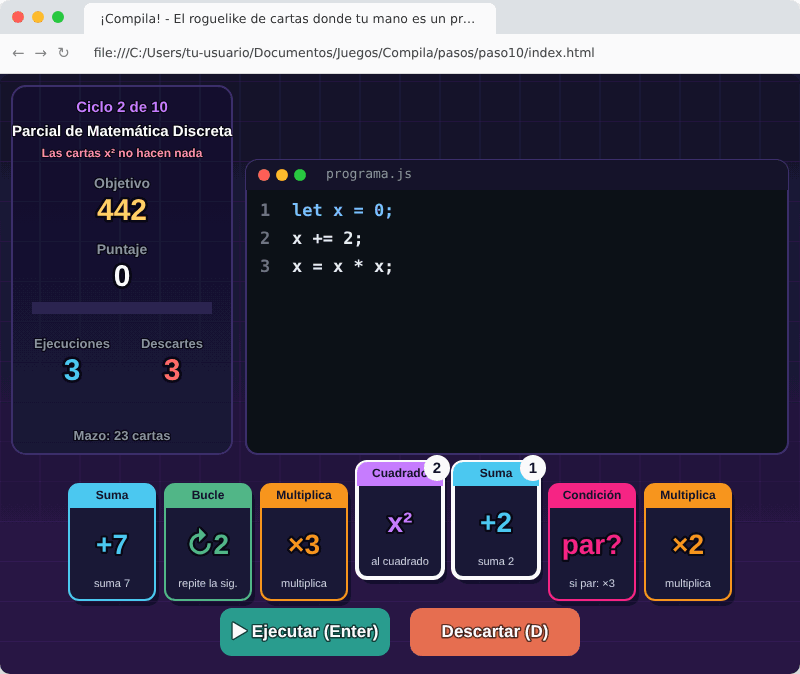 ¡Compila! - El roguelike de cartas donde tu mano es un pr...
file:///C:/Users/tu-usuario/Documentos/Juegos/Compila/pasos/paso10/index.html
Ciclo 2 de 10
Parcial de Matemática Discreta
Las cartas x² no hacen nada
Objetivo
442
Puntaje
0
Ejecuciones
3
Descartes
3
Mazo: 23 cartas
programa.js
1 let x = 0;
2 x += 2;
3 x = x * x;
Suma
+7
suma 7
Bucle
↻2
repite la sig.
Multiplica
×3
multiplica
Cuadrado
2
x²
al cuadrado
Suma
1
+2
suma 2
Condición
par?
si par: ×3
Multiplica
×2
multiplica
▶ Ejecutar (Enter)
Descartar (D)